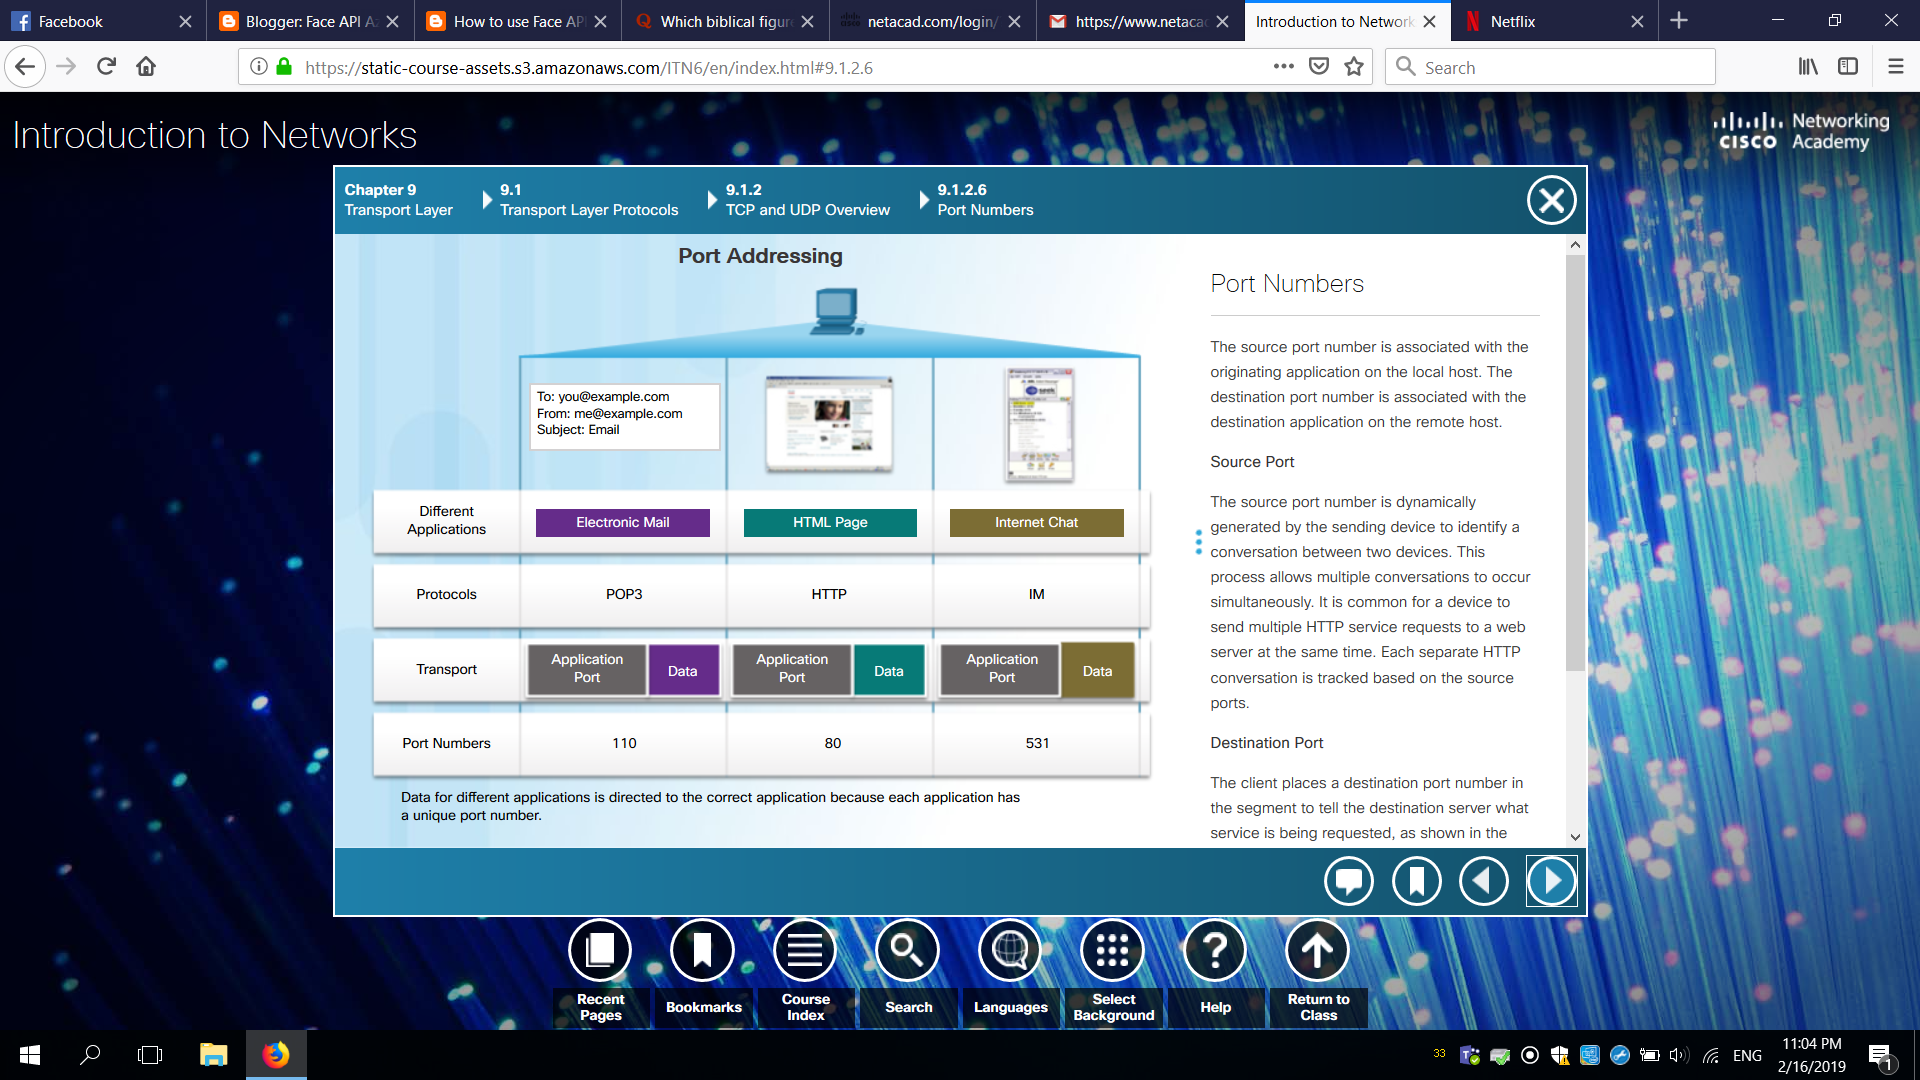 Facebook
Blogger: Face API A
How to use Face AP
Which biblical figur
netacad.com/login/
https://www.netaca
Introduction to Network
Netflix
https://static-course-assets.s3.amazonaws.com/ITN6/en/index.html#9.1.2.6
Search
Introduction to Networks
CISCO Networking Academy
Chapter 9
Transport Layer
9.1
Transport Layer Protocols
9.1.2
TCP and UDP Overview
9.1.2.6
Port Numbers
Port Addressing
To: you@example.com
From: me@example.com
Subject: Email
Different
Applications
Electronic Mail
HTML Page
Internet Chat
Protocols
POP3
HTTP
IM
Transport
Application
Port
Data
Application
Port
Data
Application
Port
Data
Port Numbers
110
80
531
Data for different applications is directed to the correct application because each application has
a unique port number.
Port Numbers
The source port number is associated with the
originating application on the local host. The
destination port number is associated with the
destination application on the remote host.
Source Port
The source port number is dynamically
generated by the sending device to identify a
conversation between two devices. This
process allows multiple conversations to occur
simultaneously. It is common for a device to
send multiple HTTP service requests to a web
server at the same time. Each separate HTTP
conversation is tracked based on the source
ports.
Destination Port
The client places a destination port number in
the segment to tell the destination server what
service is being requested, as shown in the
Recent
Pages
Bookmarks
Course
Index
Search
Languages
Select
Background
Help
Return to
Class
33
ENG
11:04 PM
2/16/2019
1